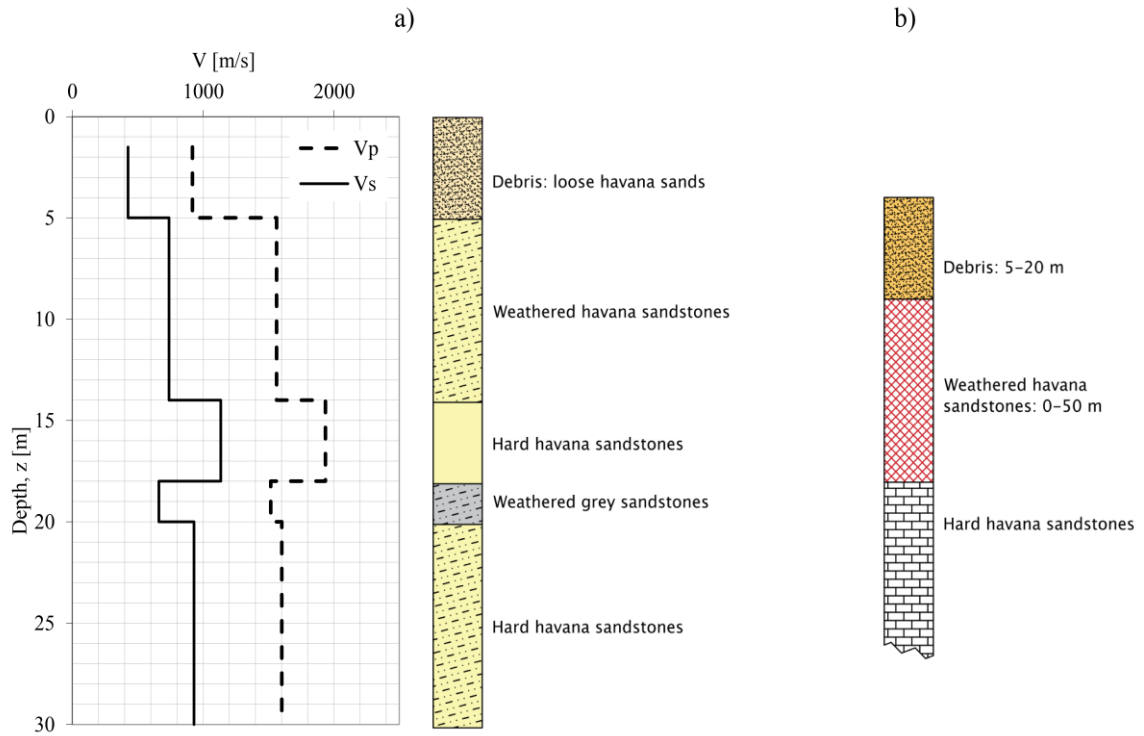 a)
b)
V [m/s]
0 1000 2000
0
5
10
15
20
25
30
Depth, z [m]
Vp
Vs
Debris: loose havana sands
Weathered havana sandstones
Hard havana sandstones
Weathered grey sandstones
Hard havana sandstones
Debris: 5-20 m
Weathered havana
sandstones: 0-50 m
Hard havana sandstones